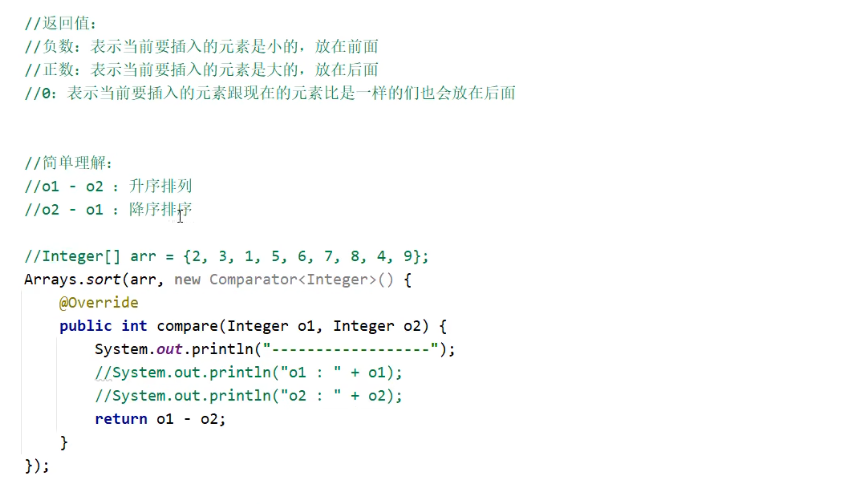 //返回值：
//负数：表示当前要插入的元素是小的，放在前面
//正数：表示当前要插入的元素是大的，放在后面
//0：表示当前要插入的元素跟现在的元素比是一样的们也会放在后面
//简单理解：
//o1 - o2 : 升序排列
//o2 - o1 : 降序排序
//Integer[] arr = {2, 3, 1, 5, 6, 7, 8, 4, 9};
Arrays.sort(arr, new Comparator<Integer>() {
@Override
public int compare(Integer o1, Integer o2) {
System.out.println("------------------");
//System.out.println("o1 : " + o1);
//System.out.println("o2 : " + o2);
return o1 - o2;
}
});